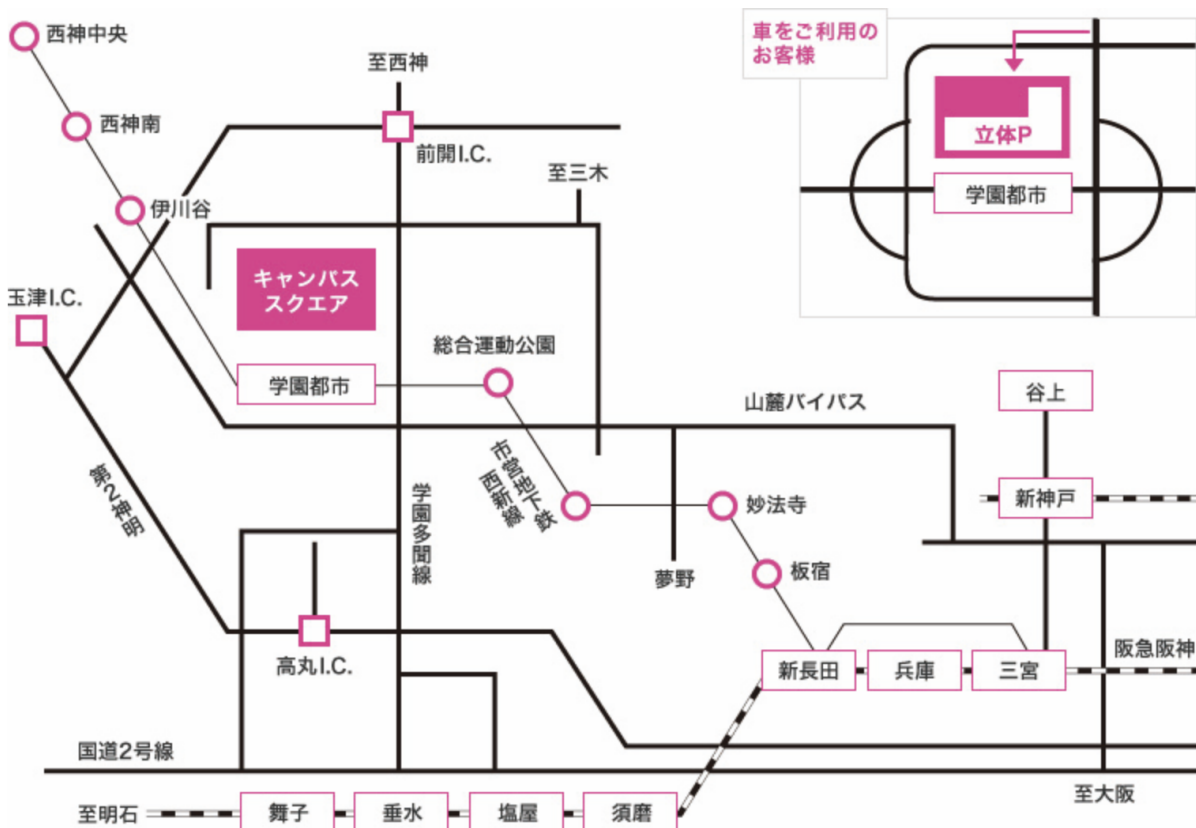 西神中央
西神南
伊川谷
玉津I.C.
至西神
前開I.C.
至三木
キャンパス
スクエア
学園都市
総合運動公園
車をご利用の
お客様
立体P
学園都市
山麓バイパス
谷上
新神戸
市営地下鉄
西新線
妙法寺
板宿
夢野
第2神明
学園多聞線
高丸I.C.
新長田
兵庫
三宮
阪急阪神
国道2号線
至大阪
至明石
舞子
垂水
塩屋
須磨